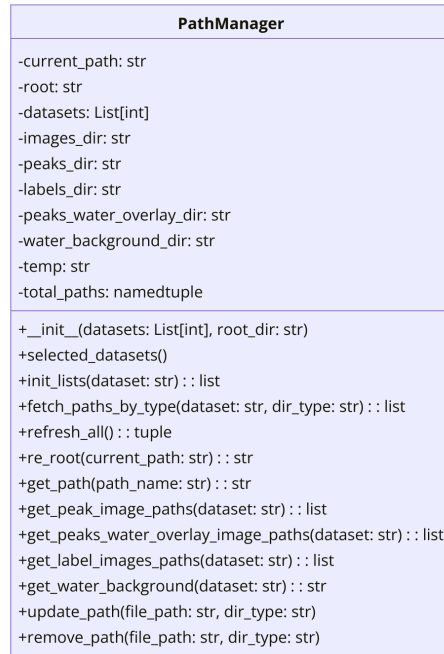 PathManager
-current_path: str
-root: str
-datasets: List[int]
-images_dir: str
-peaks_dir: str
-labels_dir: str
-peaks_water_overlay_dir: str
-water_background_dir: str
-temp: str
-total_paths: namedtuple
+__init__(datasets: List[int], root_dir: str)
+selected_datasets()
+init_lists(dataset: str) : : list
+fetch_paths_by_type(dataset: str, dir_type: str) : : list
+refresh_all() : : tuple
+re_root(current_path: str) : : str
+get_path(path_name: str) : : str
+get_peak_image_paths(dataset: str) : : list
+get_peaks_water_overlay_image_paths(dataset: str) : : list
+get_label_images_paths(dataset: str) : : list
+get_water_background(dataset: str) : : str
+update_path(file_path: str, dir_type: str)
+remove_path(file_path: str, dir_type: str)